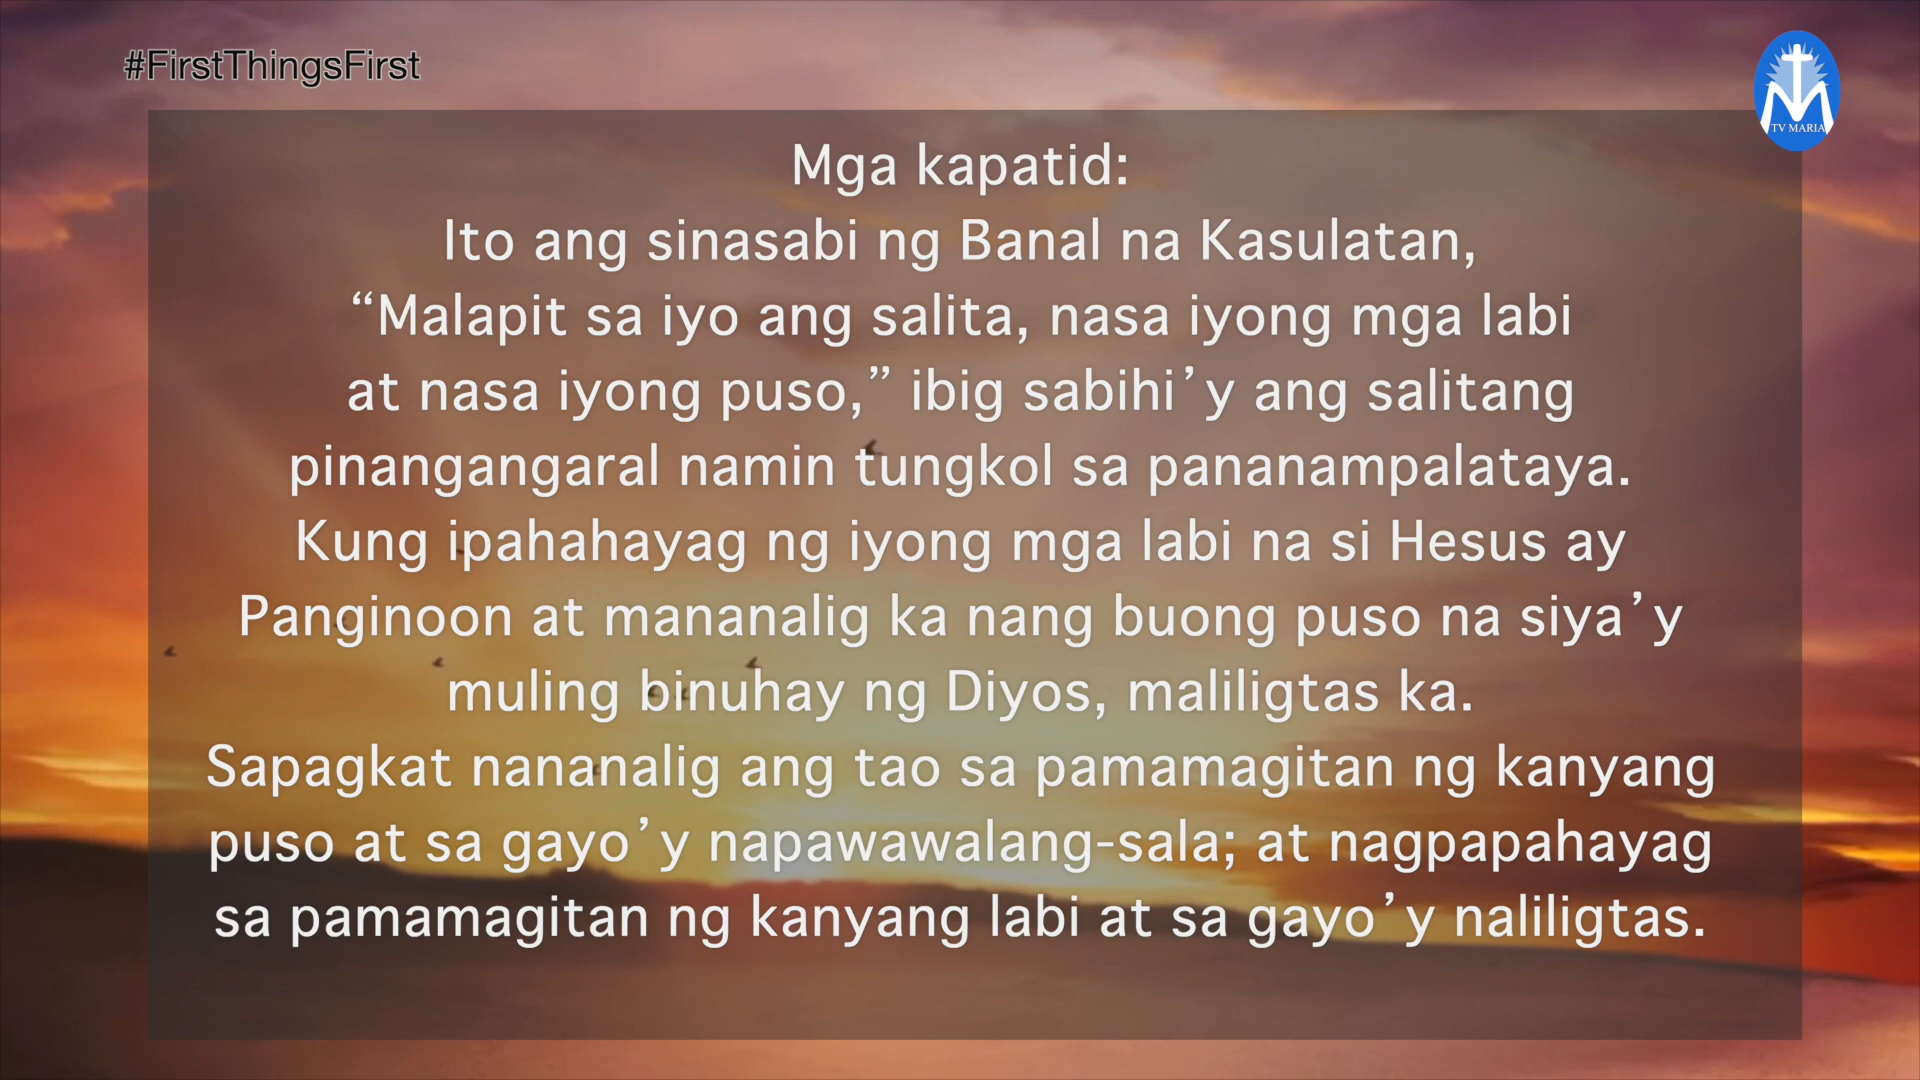 #FirstThingsFirst
TV MARIA
Mga kapatid:
Ito ang sinasabi ng Banal na Kasulatan,
“Malapit sa iyo ang salita, nasa iyong mga labi
at nasa iyong puso,” ibig sabihi’y ang salitang
pinangangaral namin tungkol sa pananampalataya.
Kung ipahahayag ng iyong mga labi na si Hesus ay
Panginoon at mananalig ka nang buong puso na siya’y
muling binuhay ng Diyos, maliligtas ka.
Sapagkat nananalig ang tao sa pamamagitan ng kanyang
puso at sa gayo’y napawawalang-sala; at nagpapahayag
sa pamamagitan ng kanyang labi at sa gayo’y naliligtas.